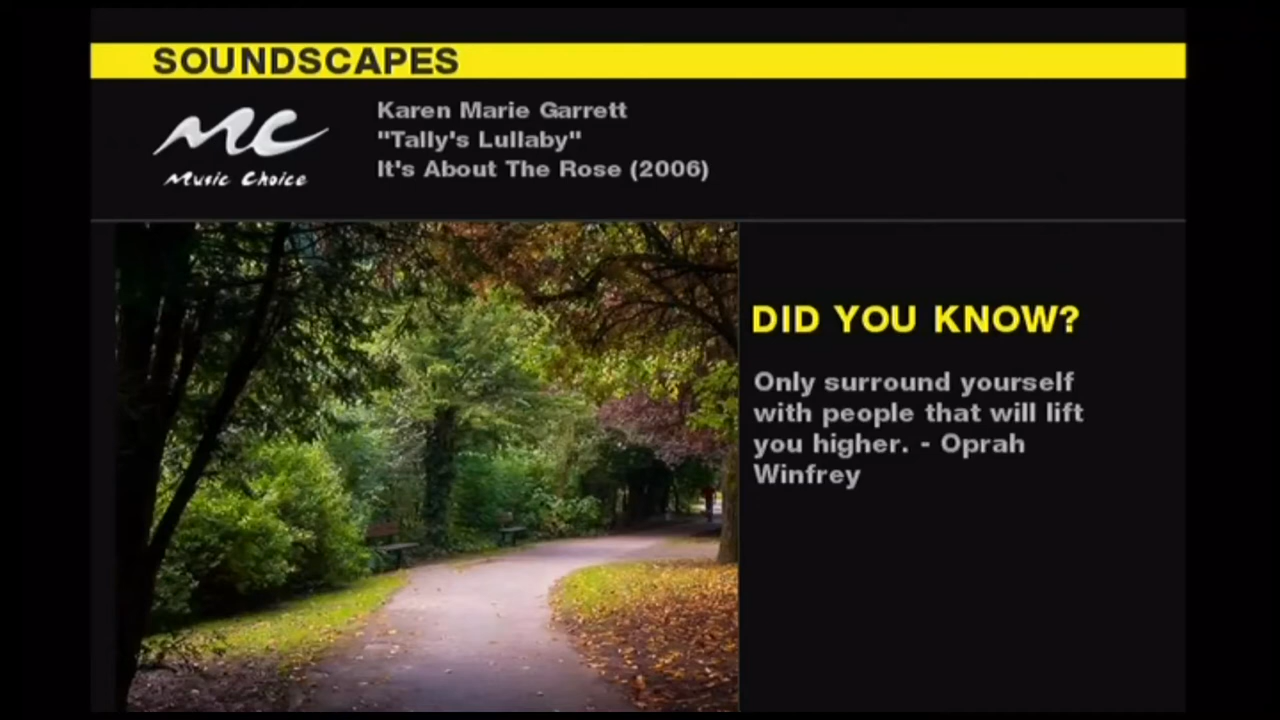 SOUNDSCAPES
MC
Music Choice
Karen Marie Garrett
"Tally's Lullaby"
It's About The Rose (2006)
DID YOU KNOW?
Only surround yourself
with people that will lift
you higher. - Oprah
Winfrey